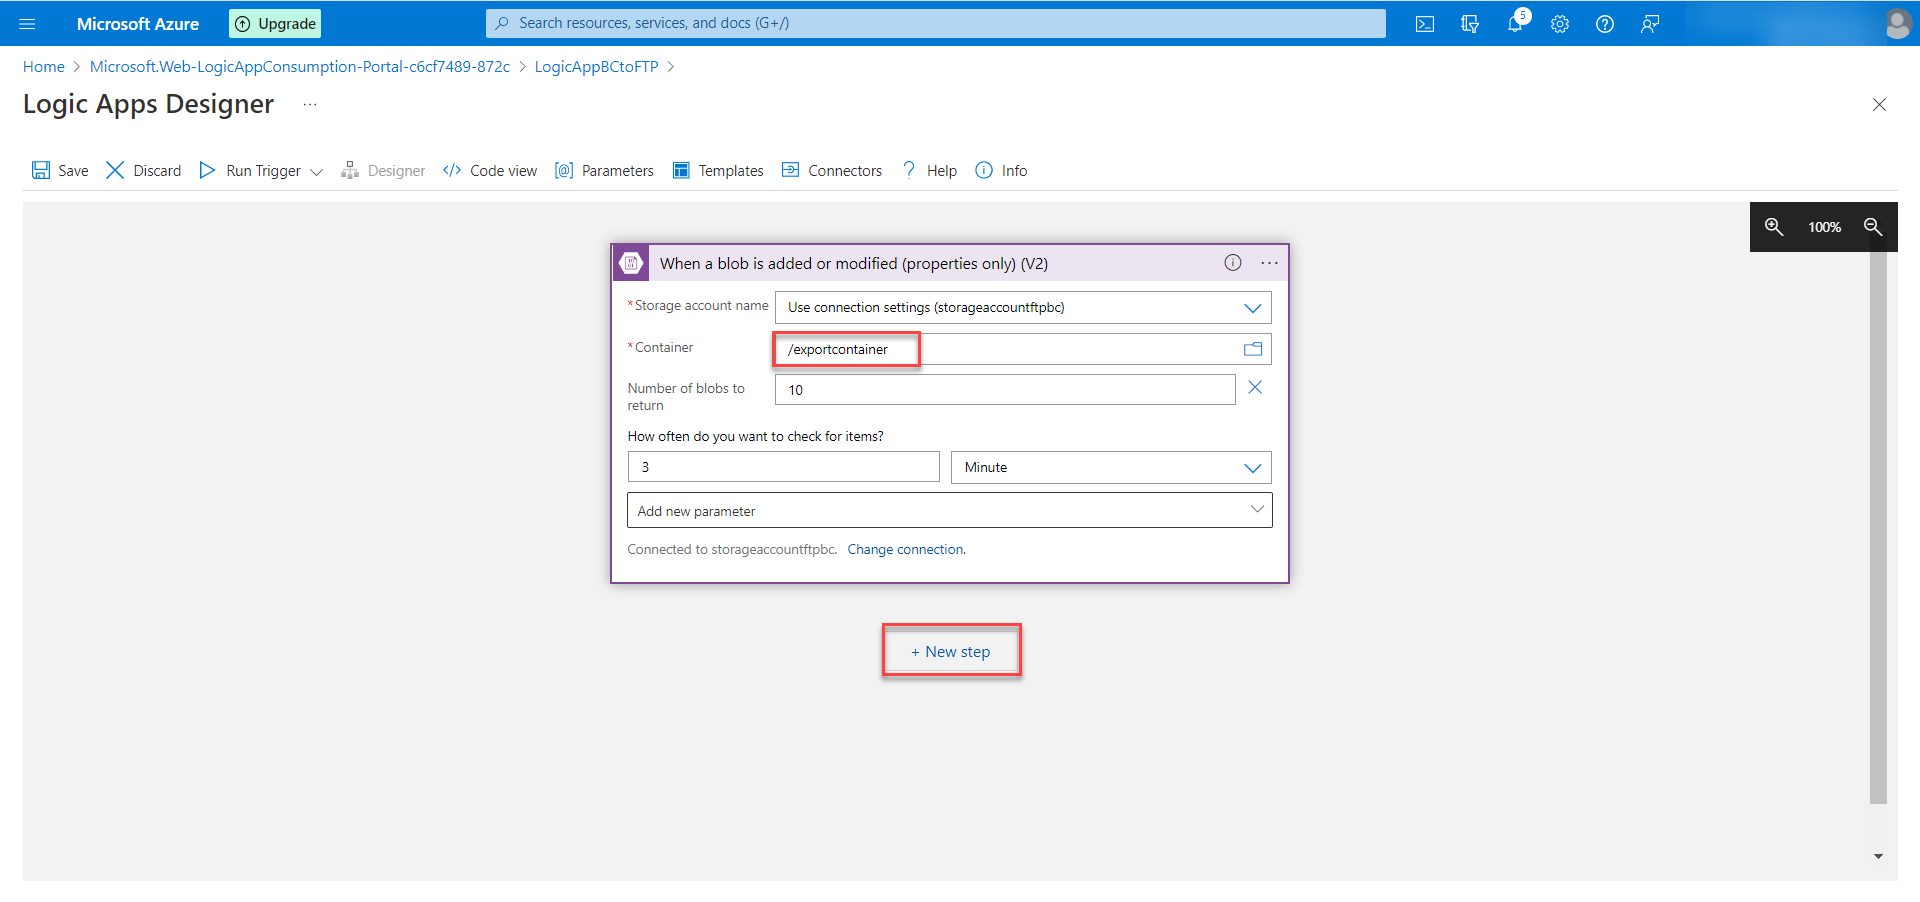 Microsoft Azure
Upgrade
Search resources, services, and docs (G+/)
5
Home > Microsoft.Web-LogicAppConsumption-Portal-c6cf7489-872c > LogicAppBCtoFTP >
Logic Apps Designer ...
Save Discard Run Trigger Designer Code view Parameters Templates Connectors Help Info
100%
When a blob is added or modified (properties only) (V2)
*Storage account name Use connection settings (storageaccountftpbc)
*Container /exportcontainer
Number of blobs to return 10
How often do you want to check for items?
3 Minute
Add new parameter
Connected to storageaccountftpbc. Change connection.
+ New step